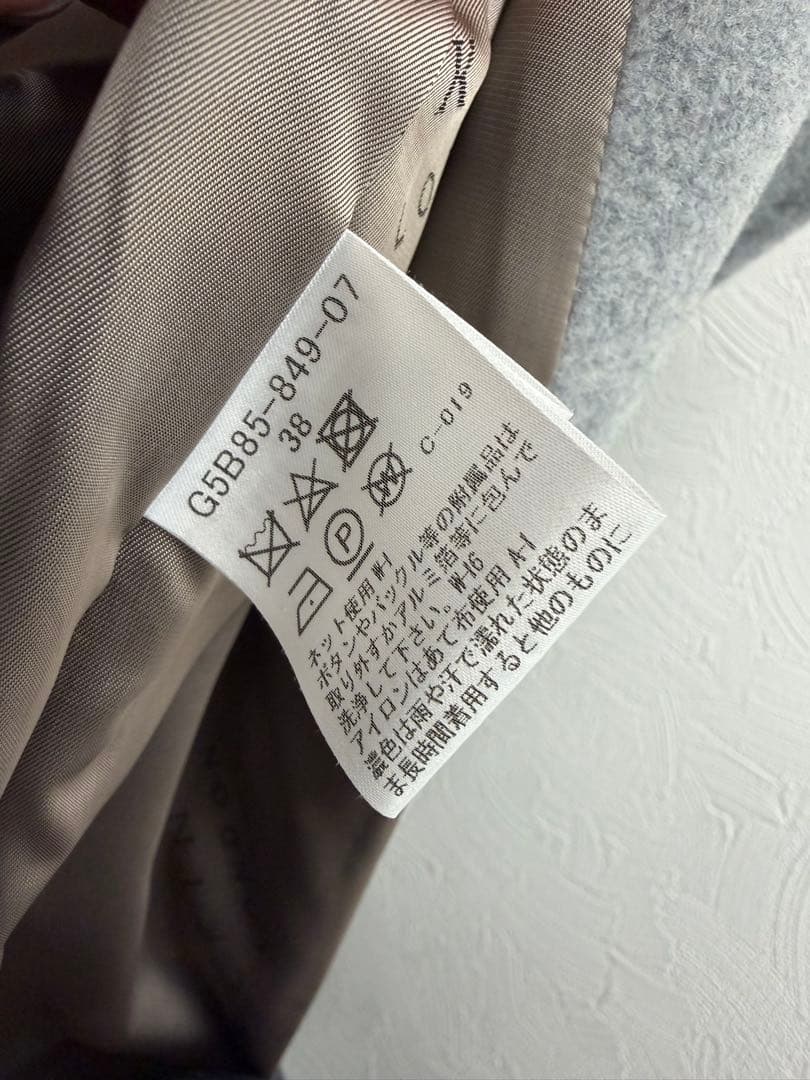 G5B85-849-07
38
P
W
C-019
ネット使用 W-1
ボタンやバックル等の附属品は
取り外すかアルミ箔等に包んで
洗浄して下さい。 W-16
アイロンはあて布使用 A-1
濃色は雨や汗で濡れた状態のま
ま長時間着用すると他のものに